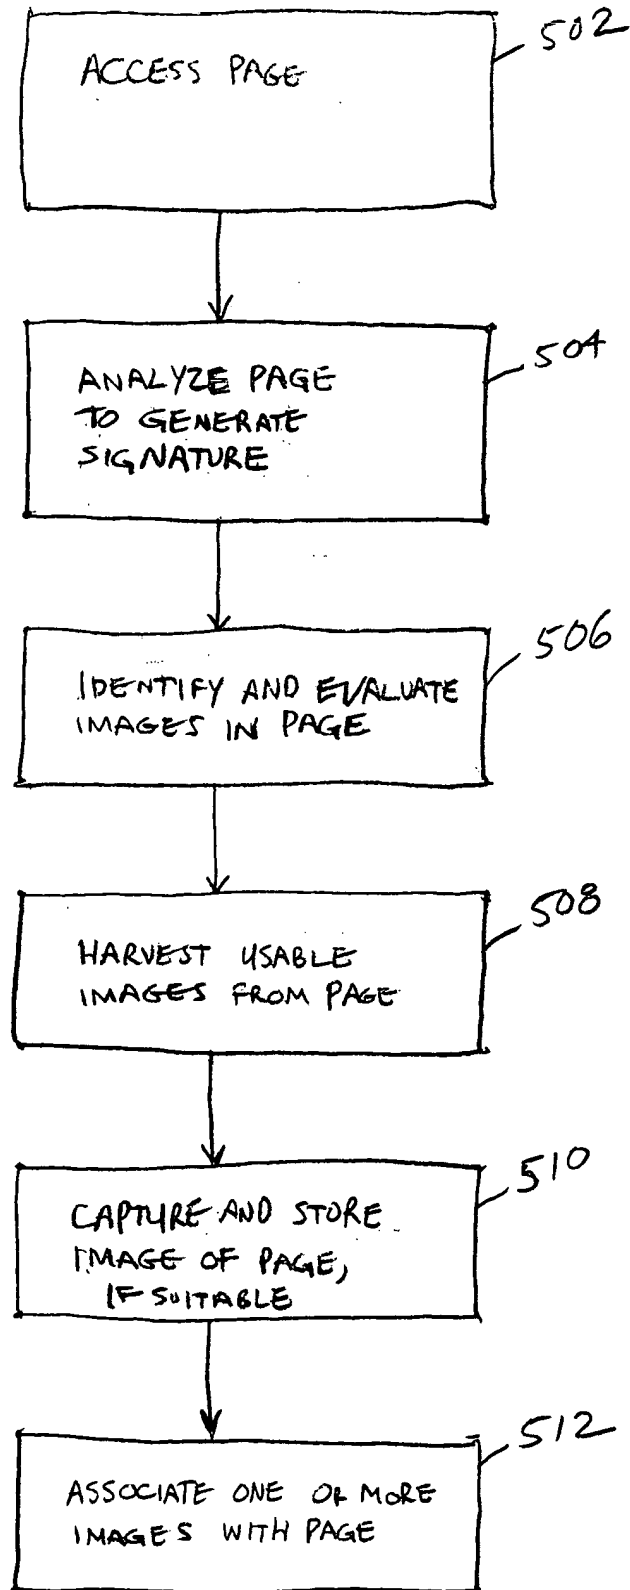 502
ACCESS PAGE
504
ANALYZE PAGE
TO GENERATE
SIGNATURE
506
IDENTIFY AND EVALUATE
IMAGES IN PAGE
508
HARVEST USABLE
IMAGES FROM PAGE
510
CAPTURE AND STORE
IMAGE OF PAGE,
IF SUITABLE
512
ASSOCIATE ONE OR MORE
IMAGES WITH PAGE